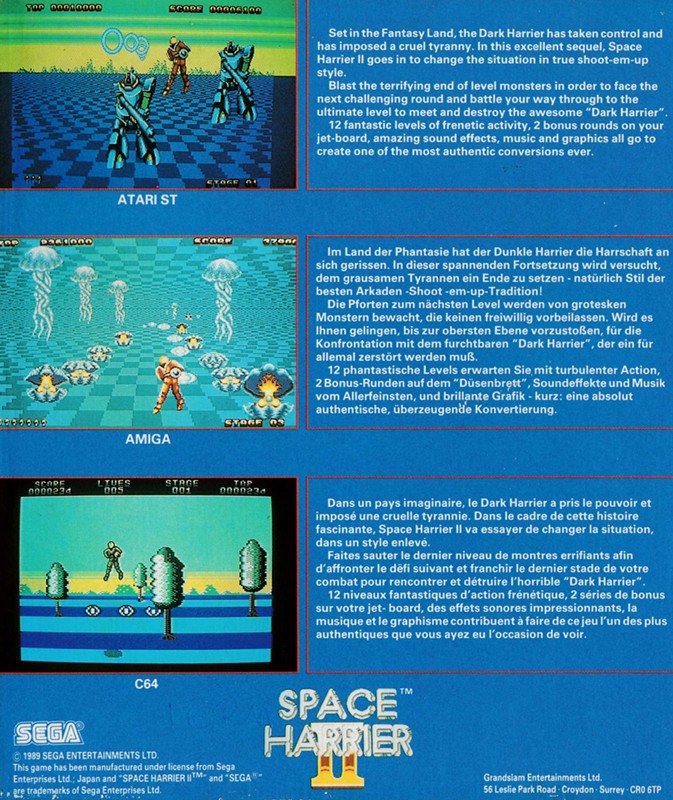 TOP 0010000 SCORE 0006100
STAGE 01
ATARI ST
Set in the Fantasy Land, the Dark Harrier has taken control and
has imposed a cruel tyranny. In this excellent sequel, Space
Harrier II goes in to change the situation in true shoot-em-up
style.
Blast the terrifying end of level monsters in order to face the
next challenging round and battle your way through to the
ultimate level to meet and destroy the awesome “Dark Harrier”.
12 fantastic levels of frenetic activity, 2 bonus rounds on your
jet-board, amazing sound effects, music and graphics all go to
create one of the most authentic conversions ever.
TOP 2361000 SCORE 37900
STAGE 03
AMIGA
Im Land der Phantasie hat der Dunkle Harrier die Harrschaft an
sich gerissen. In dieser spannenden Fortsetzung wird versucht,
dem grausamen Tyrannen ein Ende zu setzen - natürlich Stil der
besten Arkaden -Shoot -em-up-Tradition!
Die Pforten zum nächsten Level werden von grotesken
Monstern bewacht, die keinen freiwillig vorbeilassen. Wird es
Ihnen gelingen, bis zur obersten Ebene vorzustoßen, für die
Konfrontation mit dem furchtbaren "Dark Harrier", der ein für
allemal zerstört werden muß.
12 phantastische Levels erwarten Sie mit turbulenter Action,
2 Bonus-Runden auf dem "Düsenbrett", Soundeffekte und Musik
vom Allerfeinsten, und brillante Grafik - kurz: eine absolut
authentische, überzeugende Konvertierung.
SCORE LIVES STAGE TOP
000023d 005 001 000023d
C64
Dans un pays imaginaire, le Dark Harrier a pris le pouvoir et
imposé une cruelle tyrannie. Dans le cadre de cette histoire
fascinante, Space Harrier II va essayer de changer la situation,
dans un style enlevé.
Faites sauter le dernier niveau de montres errifiants afin
d'affronter le défi suivant et franchir le dernier stade de votre
combat pour rencontrer et détruire l'horrible “Dark Harrier”.
12 niveaux fantastiques d'action frénétique, 2 séries de bonus
sur votre jet- board, des effets sonores impressionnants, la
musique et le graphisme contribuent à faire de ce jeu l'un des plus
authentiques que vous ayez eu l'occasion de voir.
SPACE™
HARRIER
II
SEGA®
© 1989 SEGA ENTERTAINMENTS LTD.
This game has been manufactured under license from Sega
Enterprises Ltd.; Japan and “SPACE HARRIER II™” and “SEGA®”
are trademarks of Sega Enterprises Ltd.
Grandslam Entertainments Ltd.
56 Leslie Park Road · Croydon · Surrey · CR0 6TP